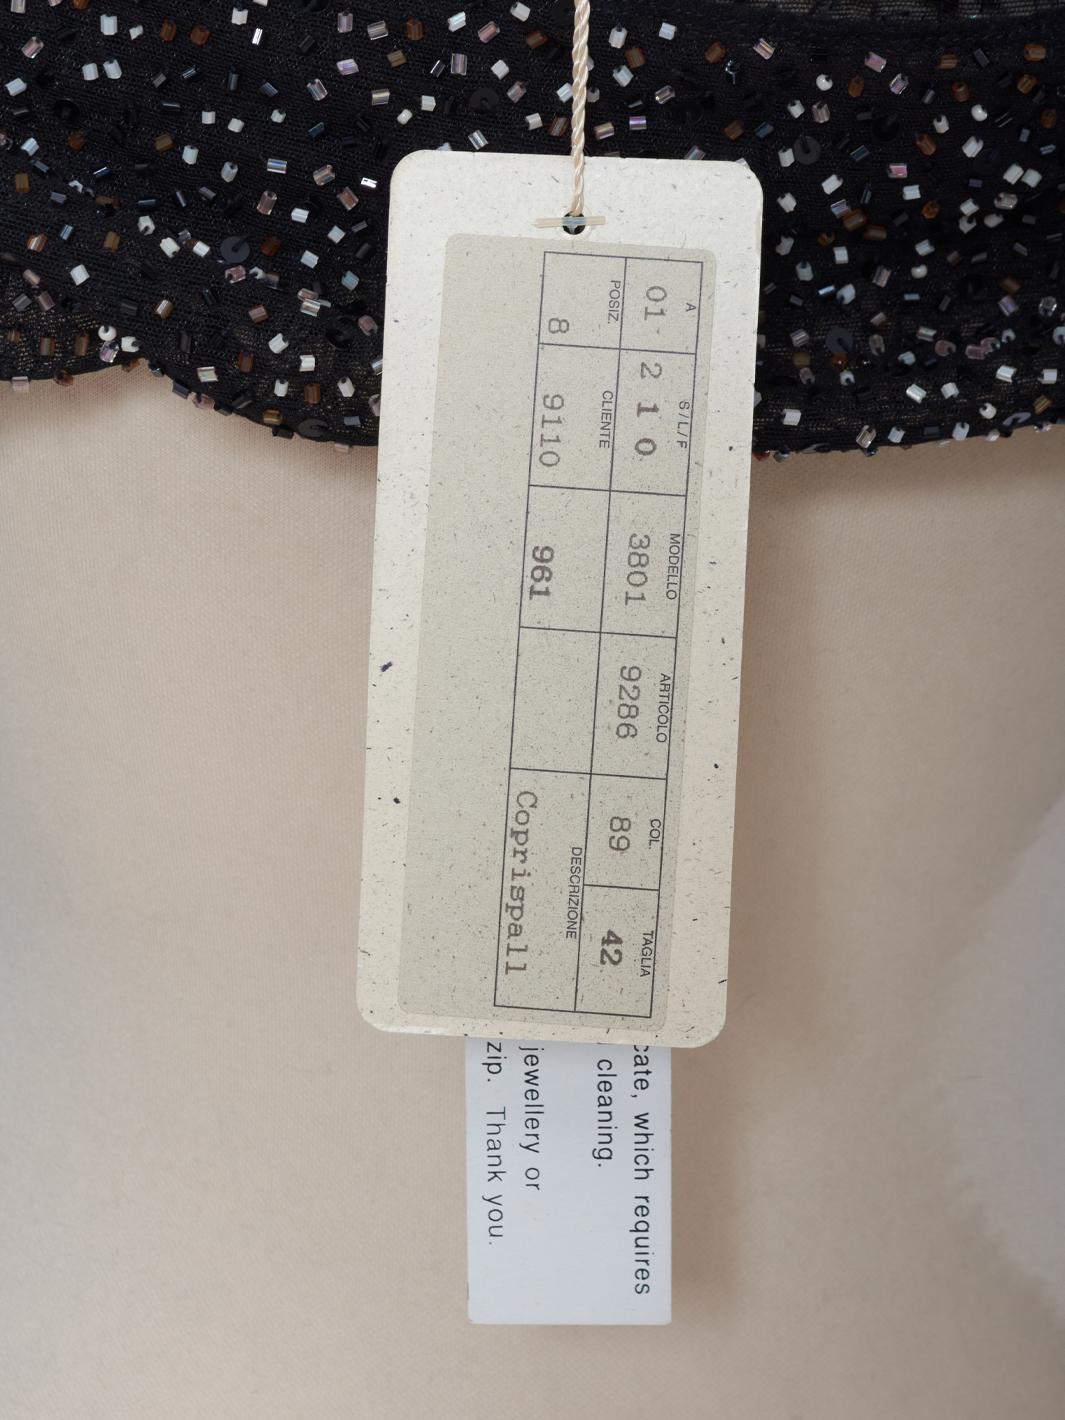 A S/L/F MODELLO ARTICOLO COL. TAGLIA
01- 2 1 0 3801 9286 89 42
POSIZ. CLIENTE DESCRIZIONE
8 9110 961 Coprispall
cate, which requires
cleaning.
jewellery or
zip. Thank you.